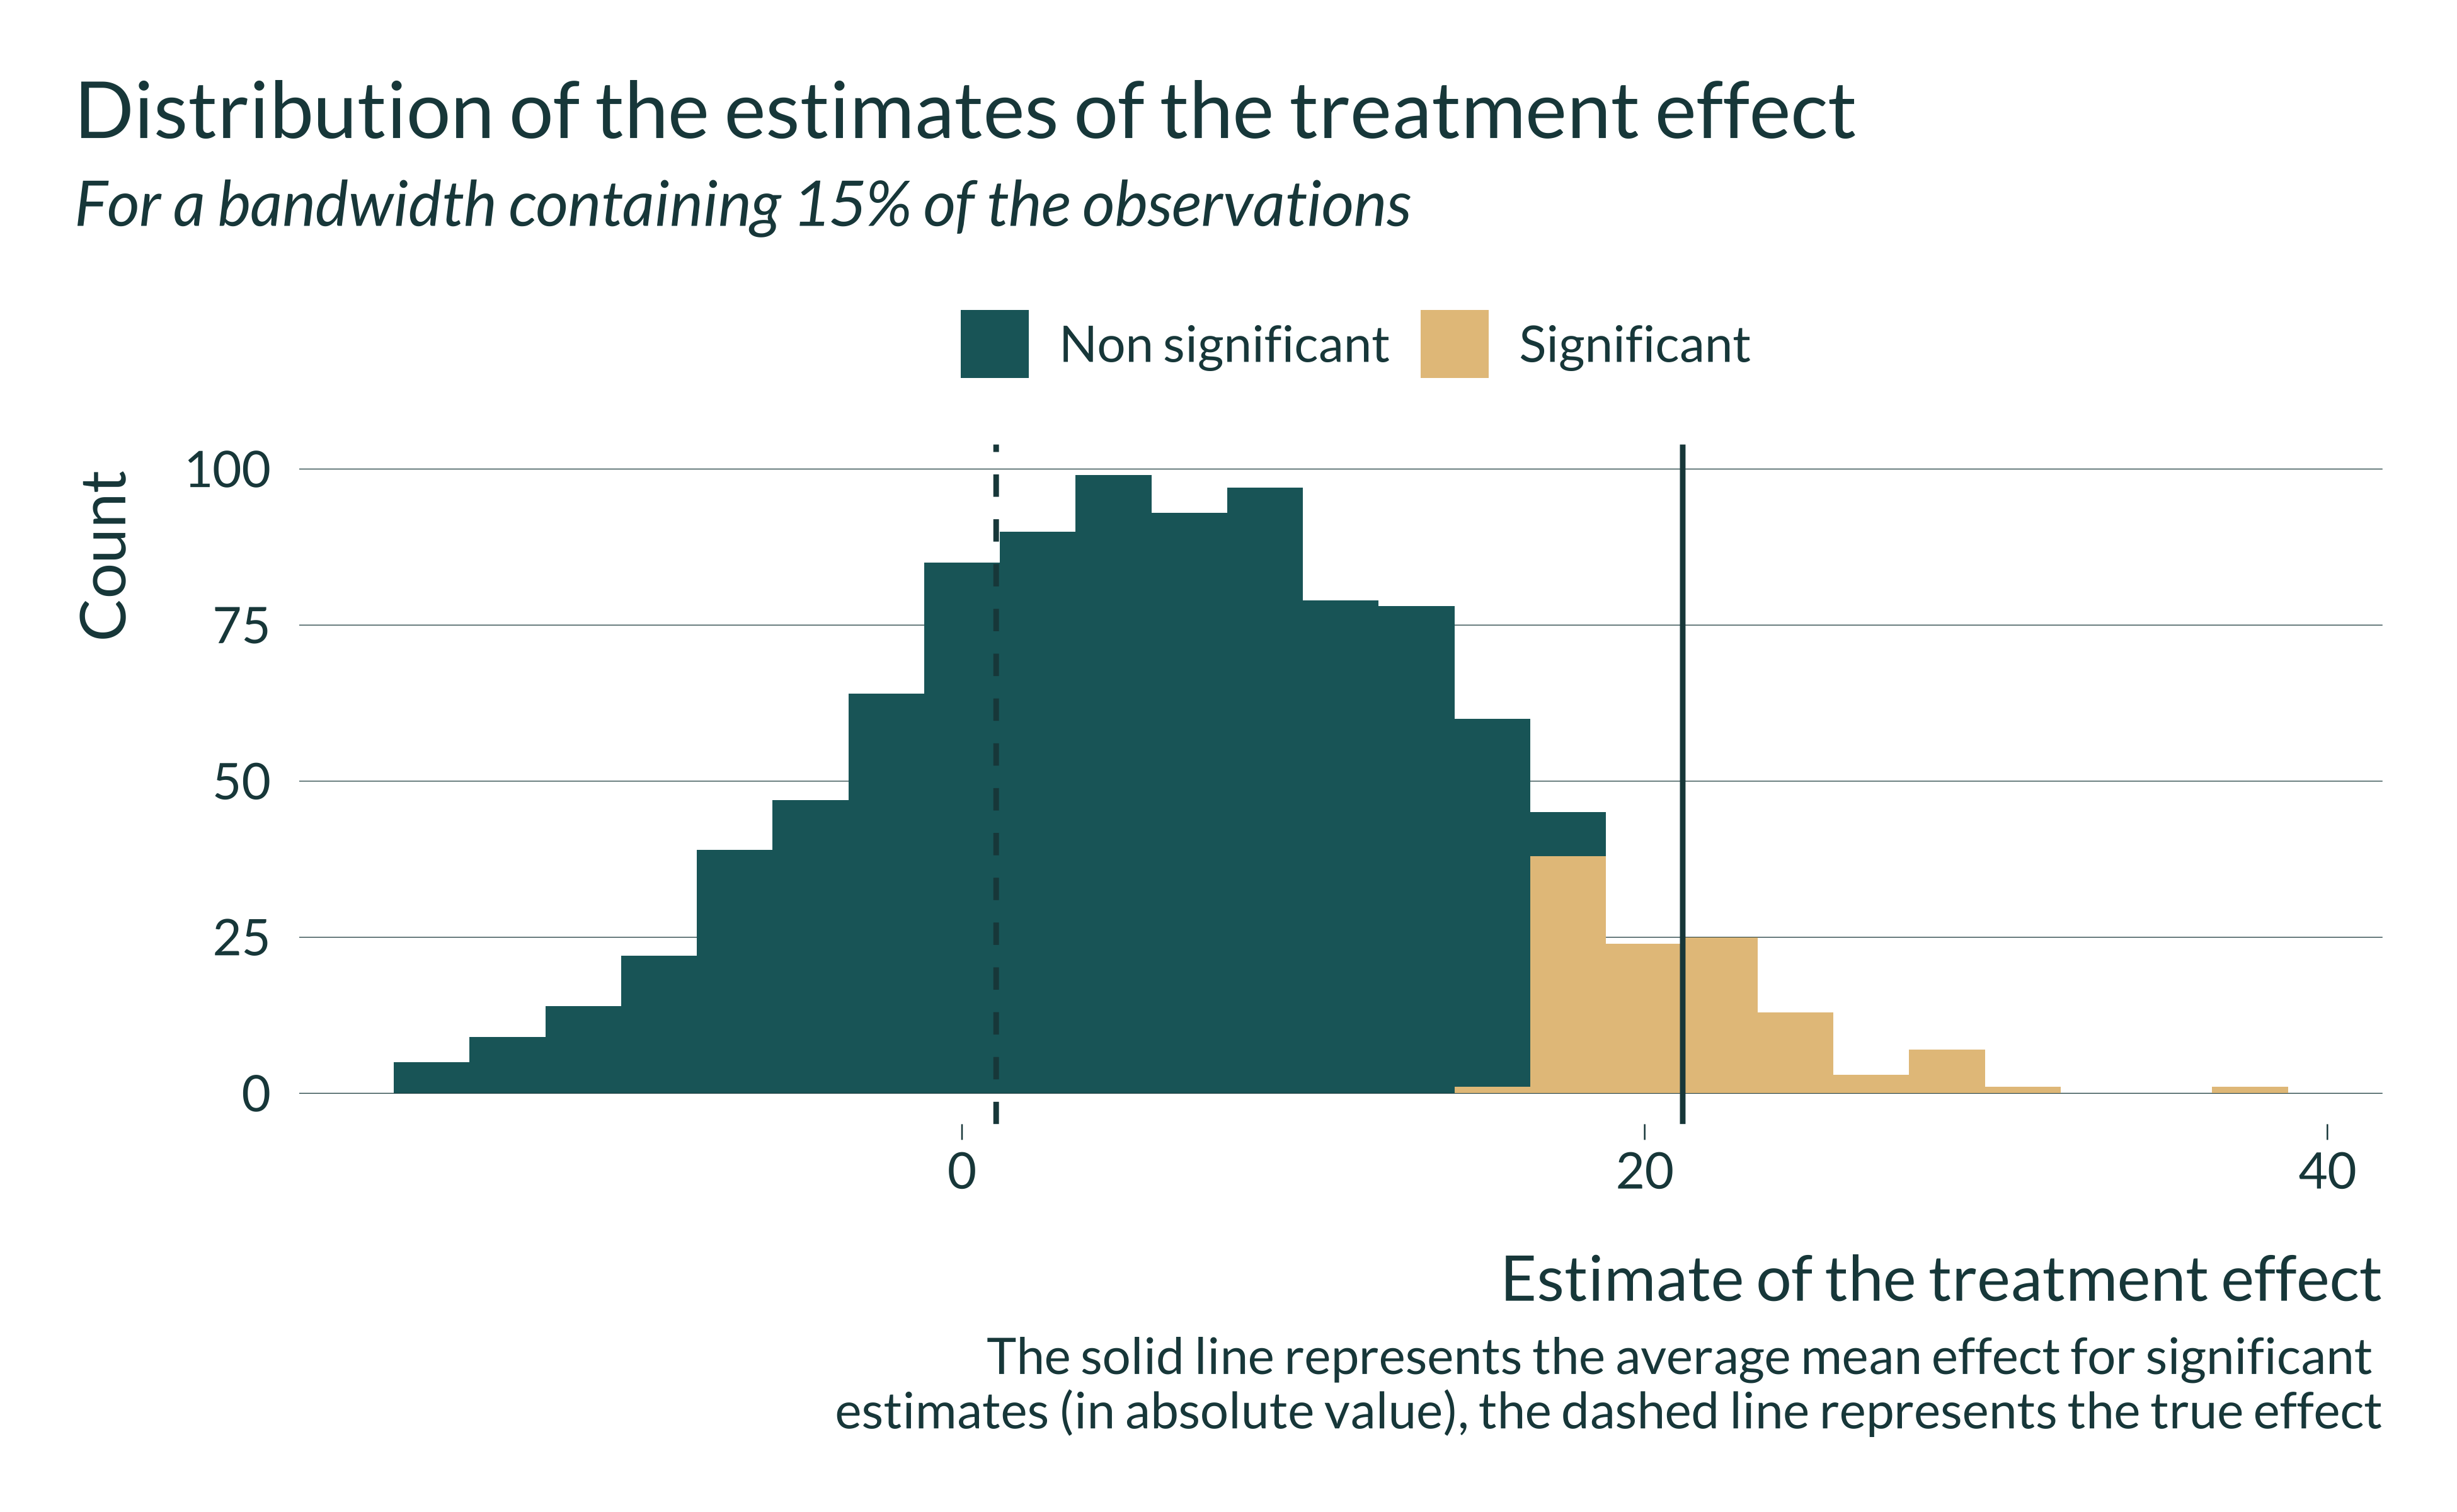 Distribution of the estimates of the treatment effect
For a bandwidth containing 15% of the observations
Non significant
Significant
Count
100
75
50
25
0
0
20
40
Estimate of the treatment effect
The solid line represents the average mean effect for significant
estimates (in absolute value), the dashed line represents the true effect